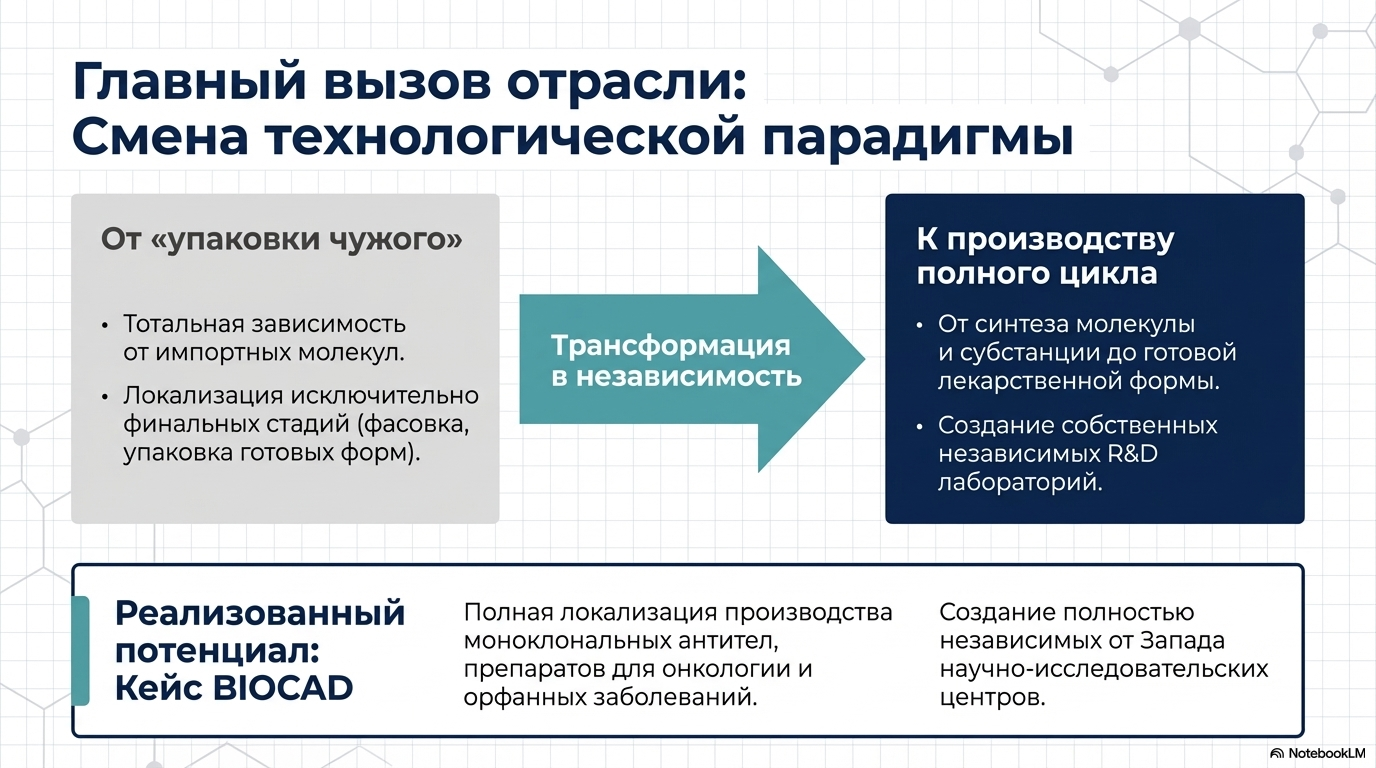 Главный вызов отрасли:
Смена технологической парадигмы
От «упаковки чужого»
• Тотальная зависимость
от импортных молекул.
• Локализация исключительно
финальных стадий (фасовка,
упаковка готовых форм).
Трансформация
в независимость
К производству
полного цикла
• От синтеза молекулы
и субстанции до готовой
лекарственной формы.
• Создание собственных
независимых R&D
лабораторий.
Реализованный
потенциал:
Кейс BIOCAD
Полная локализация производства
моноклональных антител,
препаратов для онкологии и
орфанных заболеваний.
Создание полностью
независимых от Запада
научно-исследовательских
центров.
NotebookLM